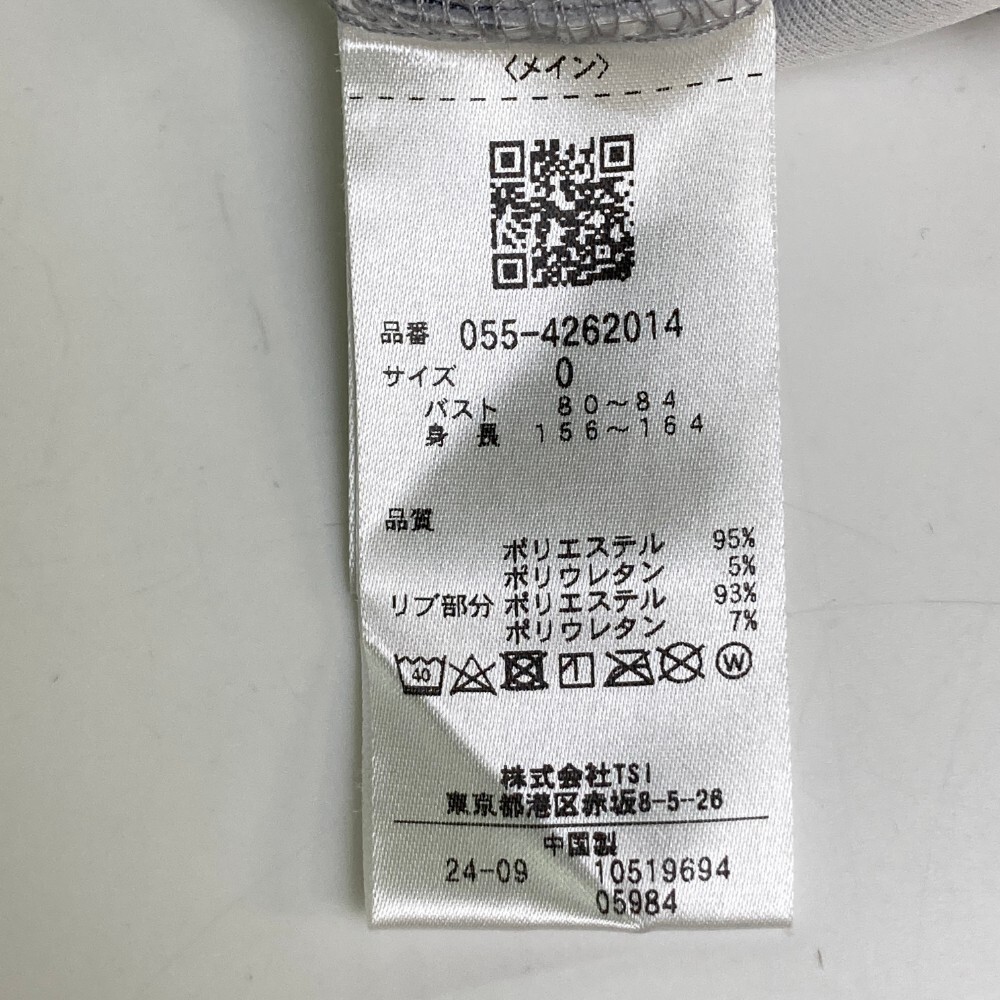 〈メイン〉
品番 055-4262014
サイズ 0
バスト 80～84
身長 156～164
品質
ポリエステル 95%
ポリウレタン 5%
リブ部分 ポリエステル 93%
ポリウレタン 7%
40 W
株式会社TSI
東京都港区赤坂8-5-26
中国製
24-09 10519694
05984